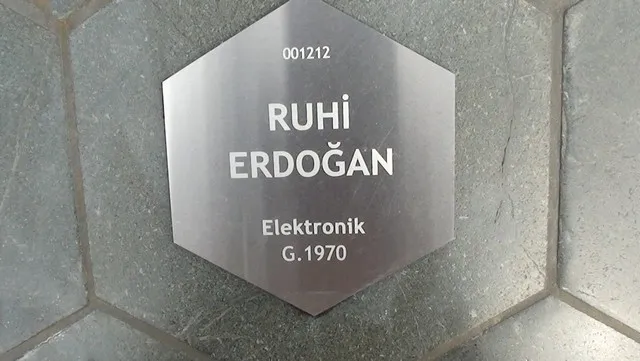 001212
RUHİ
ERDOĞAN
Elektronik
G.1970